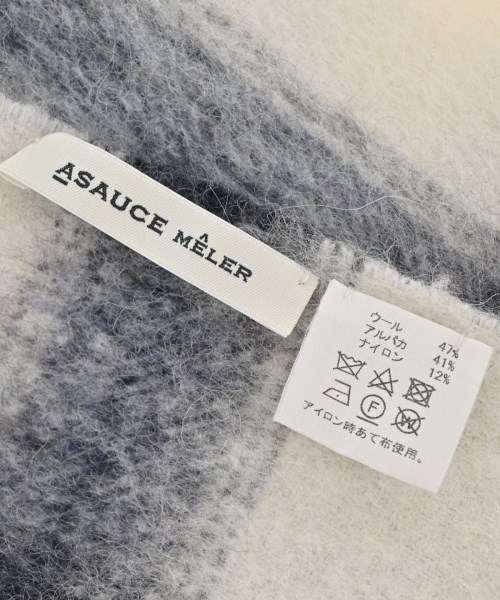 ASAUCE MÊLER
ウール 47%
アルパカ 41%
ナイロン 12%
F W
アイロン時あて布使用。